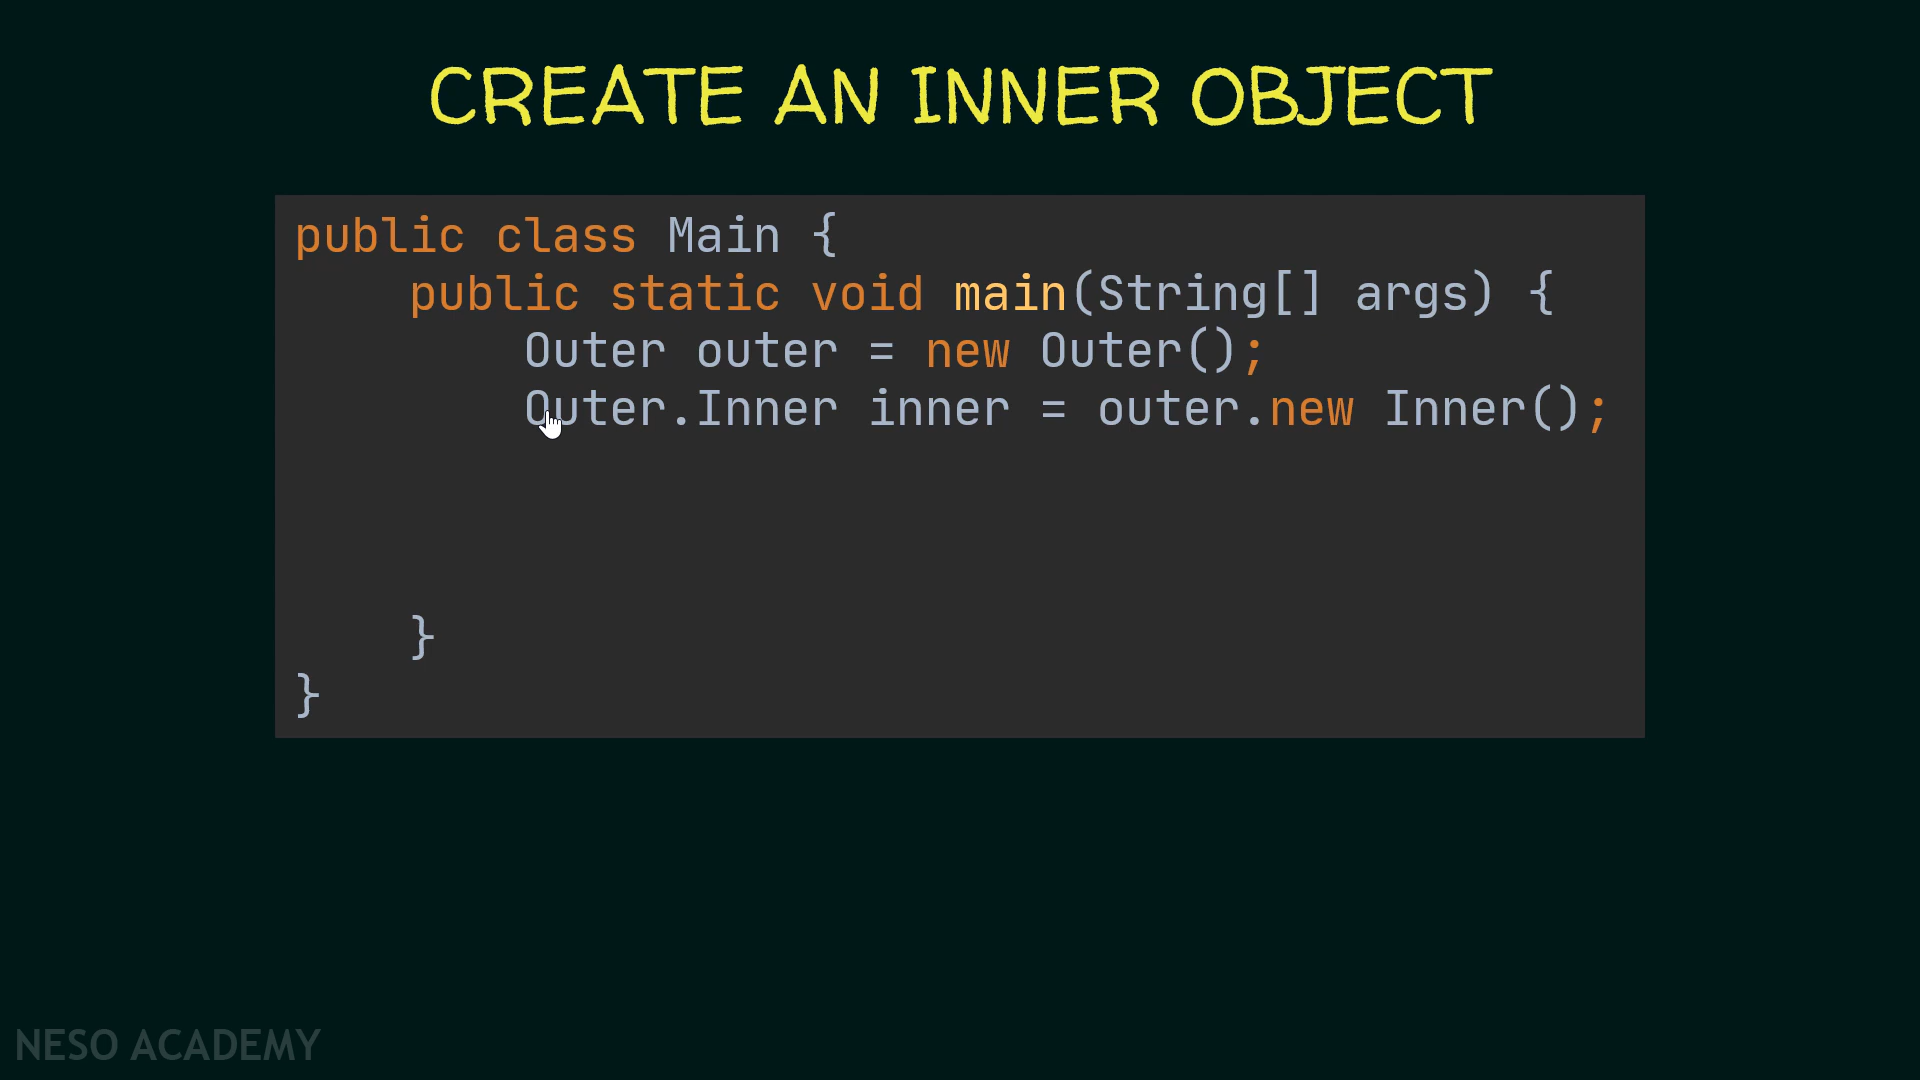 CREATE AN INNER OBJECT
public class Main {
    public static void main(String[] args) {
        Outer outer = new Outer();
        Outer.Inner inner = outer.new Inner();
    }
}
NESO ACADEMY